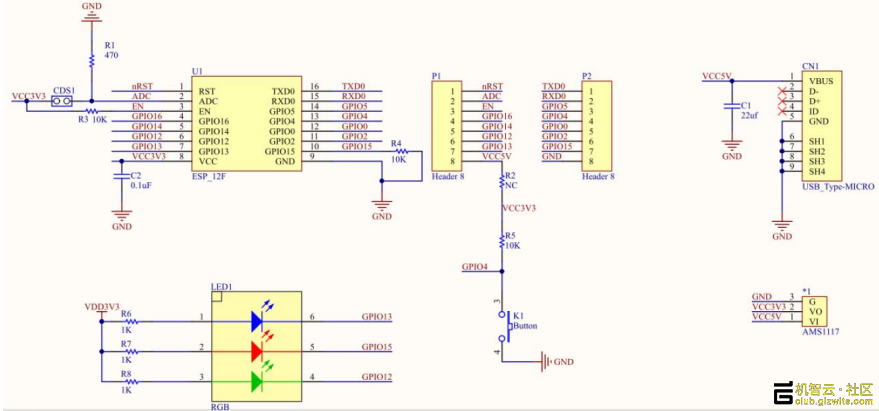 GND
R1
470
VCC3V3
CDS1
R3 10K
U1
nRST 1 RST TXD0 16 TXD0
ADC 2 ADC RXD0 15 RXD0
EN 3 EN GPIO5 14 GPIO5
GPIO16 4 GPIO16 GPIO4 13 GPIO4
GPIO14 5 GPIO14 GPIO0 12 GPIO0
GPIO12 6 GPIO12 GPIO2 11 GPIO2
GPIO13 7 GPIO13 GPIO15 10 GPIO15
VCC3V3 8 VCC GND 9
ESP_12F
R4
10K
GND
C2
0.1uF
GND
P1
1 nRST
2 ADC
3 EN
4 GPIO16
5 GPIO14
6 GPIO12
7 GPIO13
8 VCC5V
Header 8
R2
NC
VCC3V3
R5
10K
GPIO4
3
K1
Button
4
GND
P2
TXD0 1
RXD0 2
GPIO5 3
GPIO4 4
GPIO0 5
GPIO2 6
GPIO15 7
GND 8
Header 8
CN1
VCC5V
1 VBUS
2 D-
3 D+
4 ID
5 GND
6 SH1
7 SH2
8 SH3
9 SH4
USB_Type-MICRO
C1
22uf
GND
GND
LED1
VDD3V3
R6
1K
1 6 GPIO13
R7
1K
2 5 GPIO15
R8
1K
3 4 GPIO12
RGB
*1
GND 3 G
VCC3V3 2 VO
VCC5V 1 VI
AMS1117
机智云·社区
club.gizwits.com